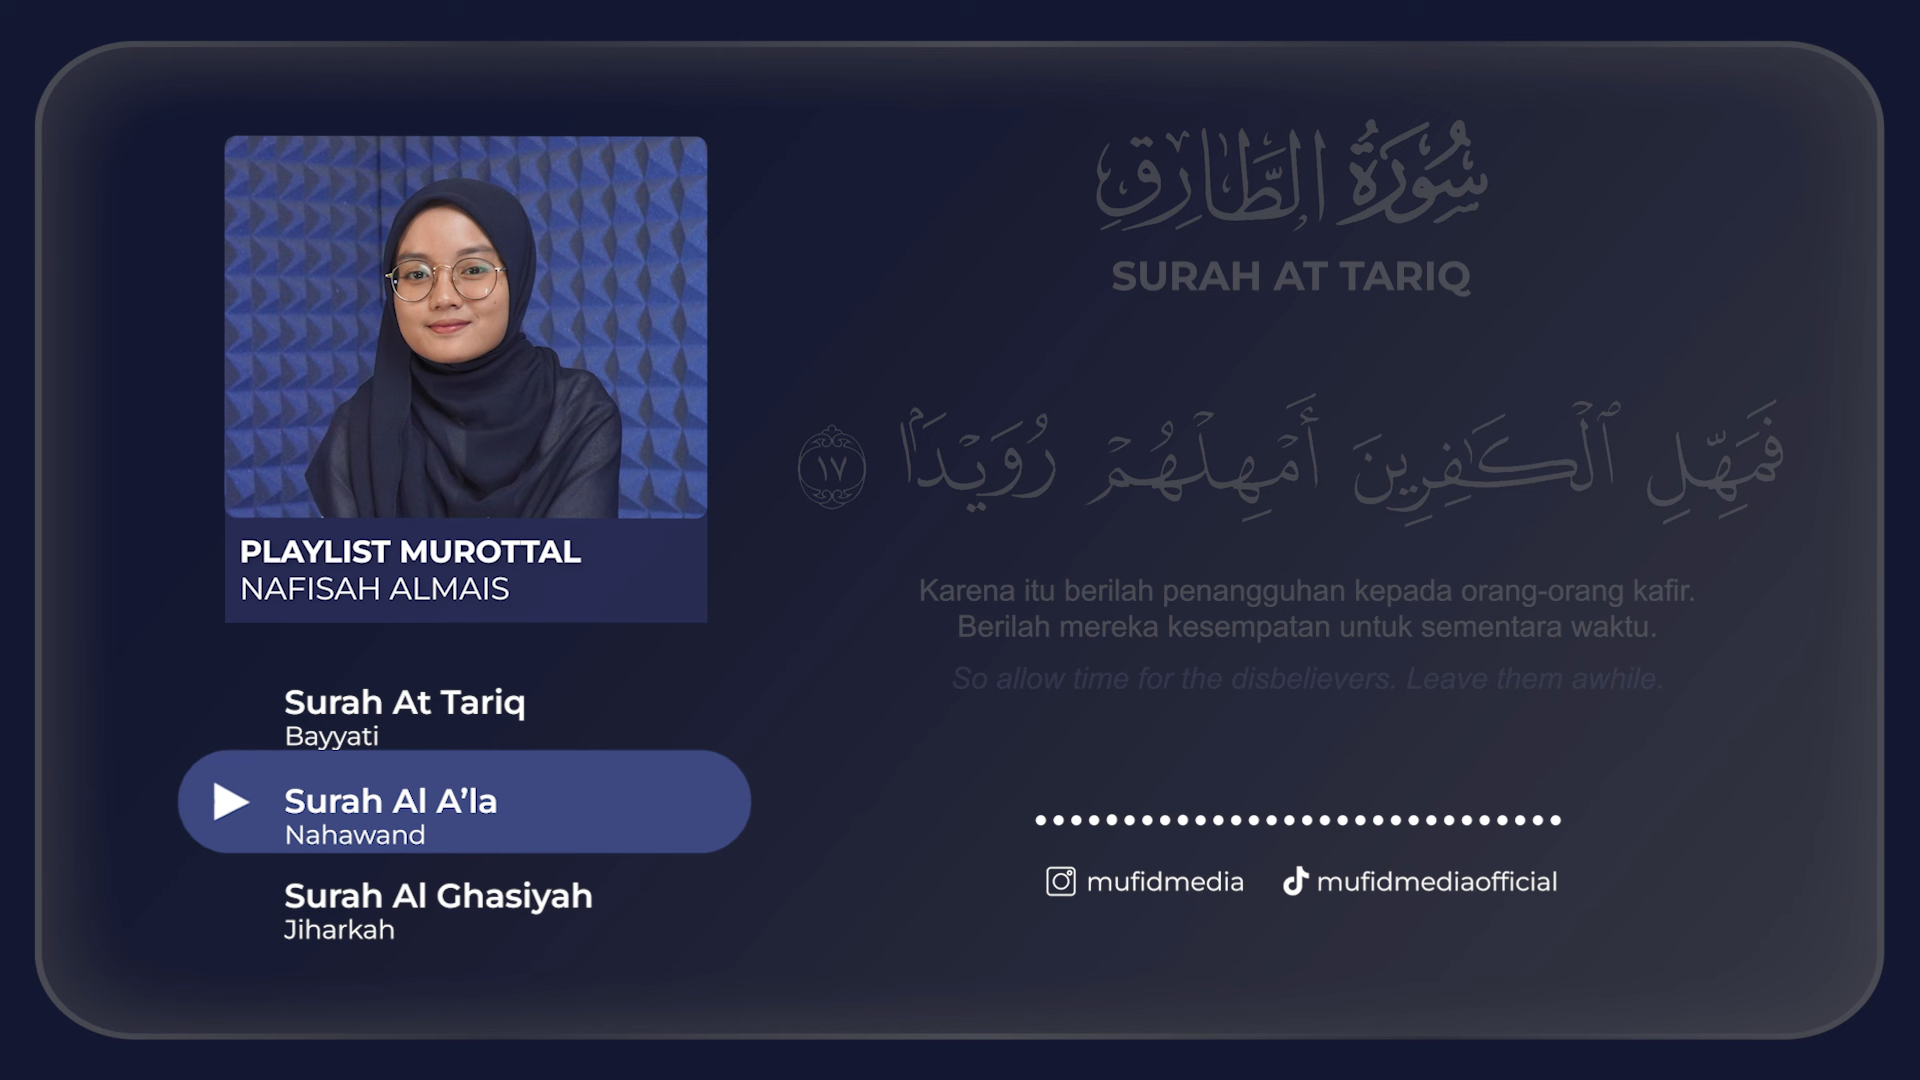 PLAYLIST MUROTTAL
NAFISAH ALMAIS
Surah At Tariq
Bayyati
Surah Al A’la
Nahawand
Surah Al Ghasiyah
Jiharkah
سُورَةُ الطَّارِقِ
SURAH AT TARIQ
فَمَهِّلِ ٱلْكَـٰفِرِينَ أَمْهِلْهُمْ رُوَيْدًۢا ١٧
Karena itu berilah penangguhan kepada orang-orang kafir.
Berilah mereka kesempatan untuk sementara waktu.
So allow time for the disbelievers. Leave them awhile.
mufidmedia mufidmediaofficial